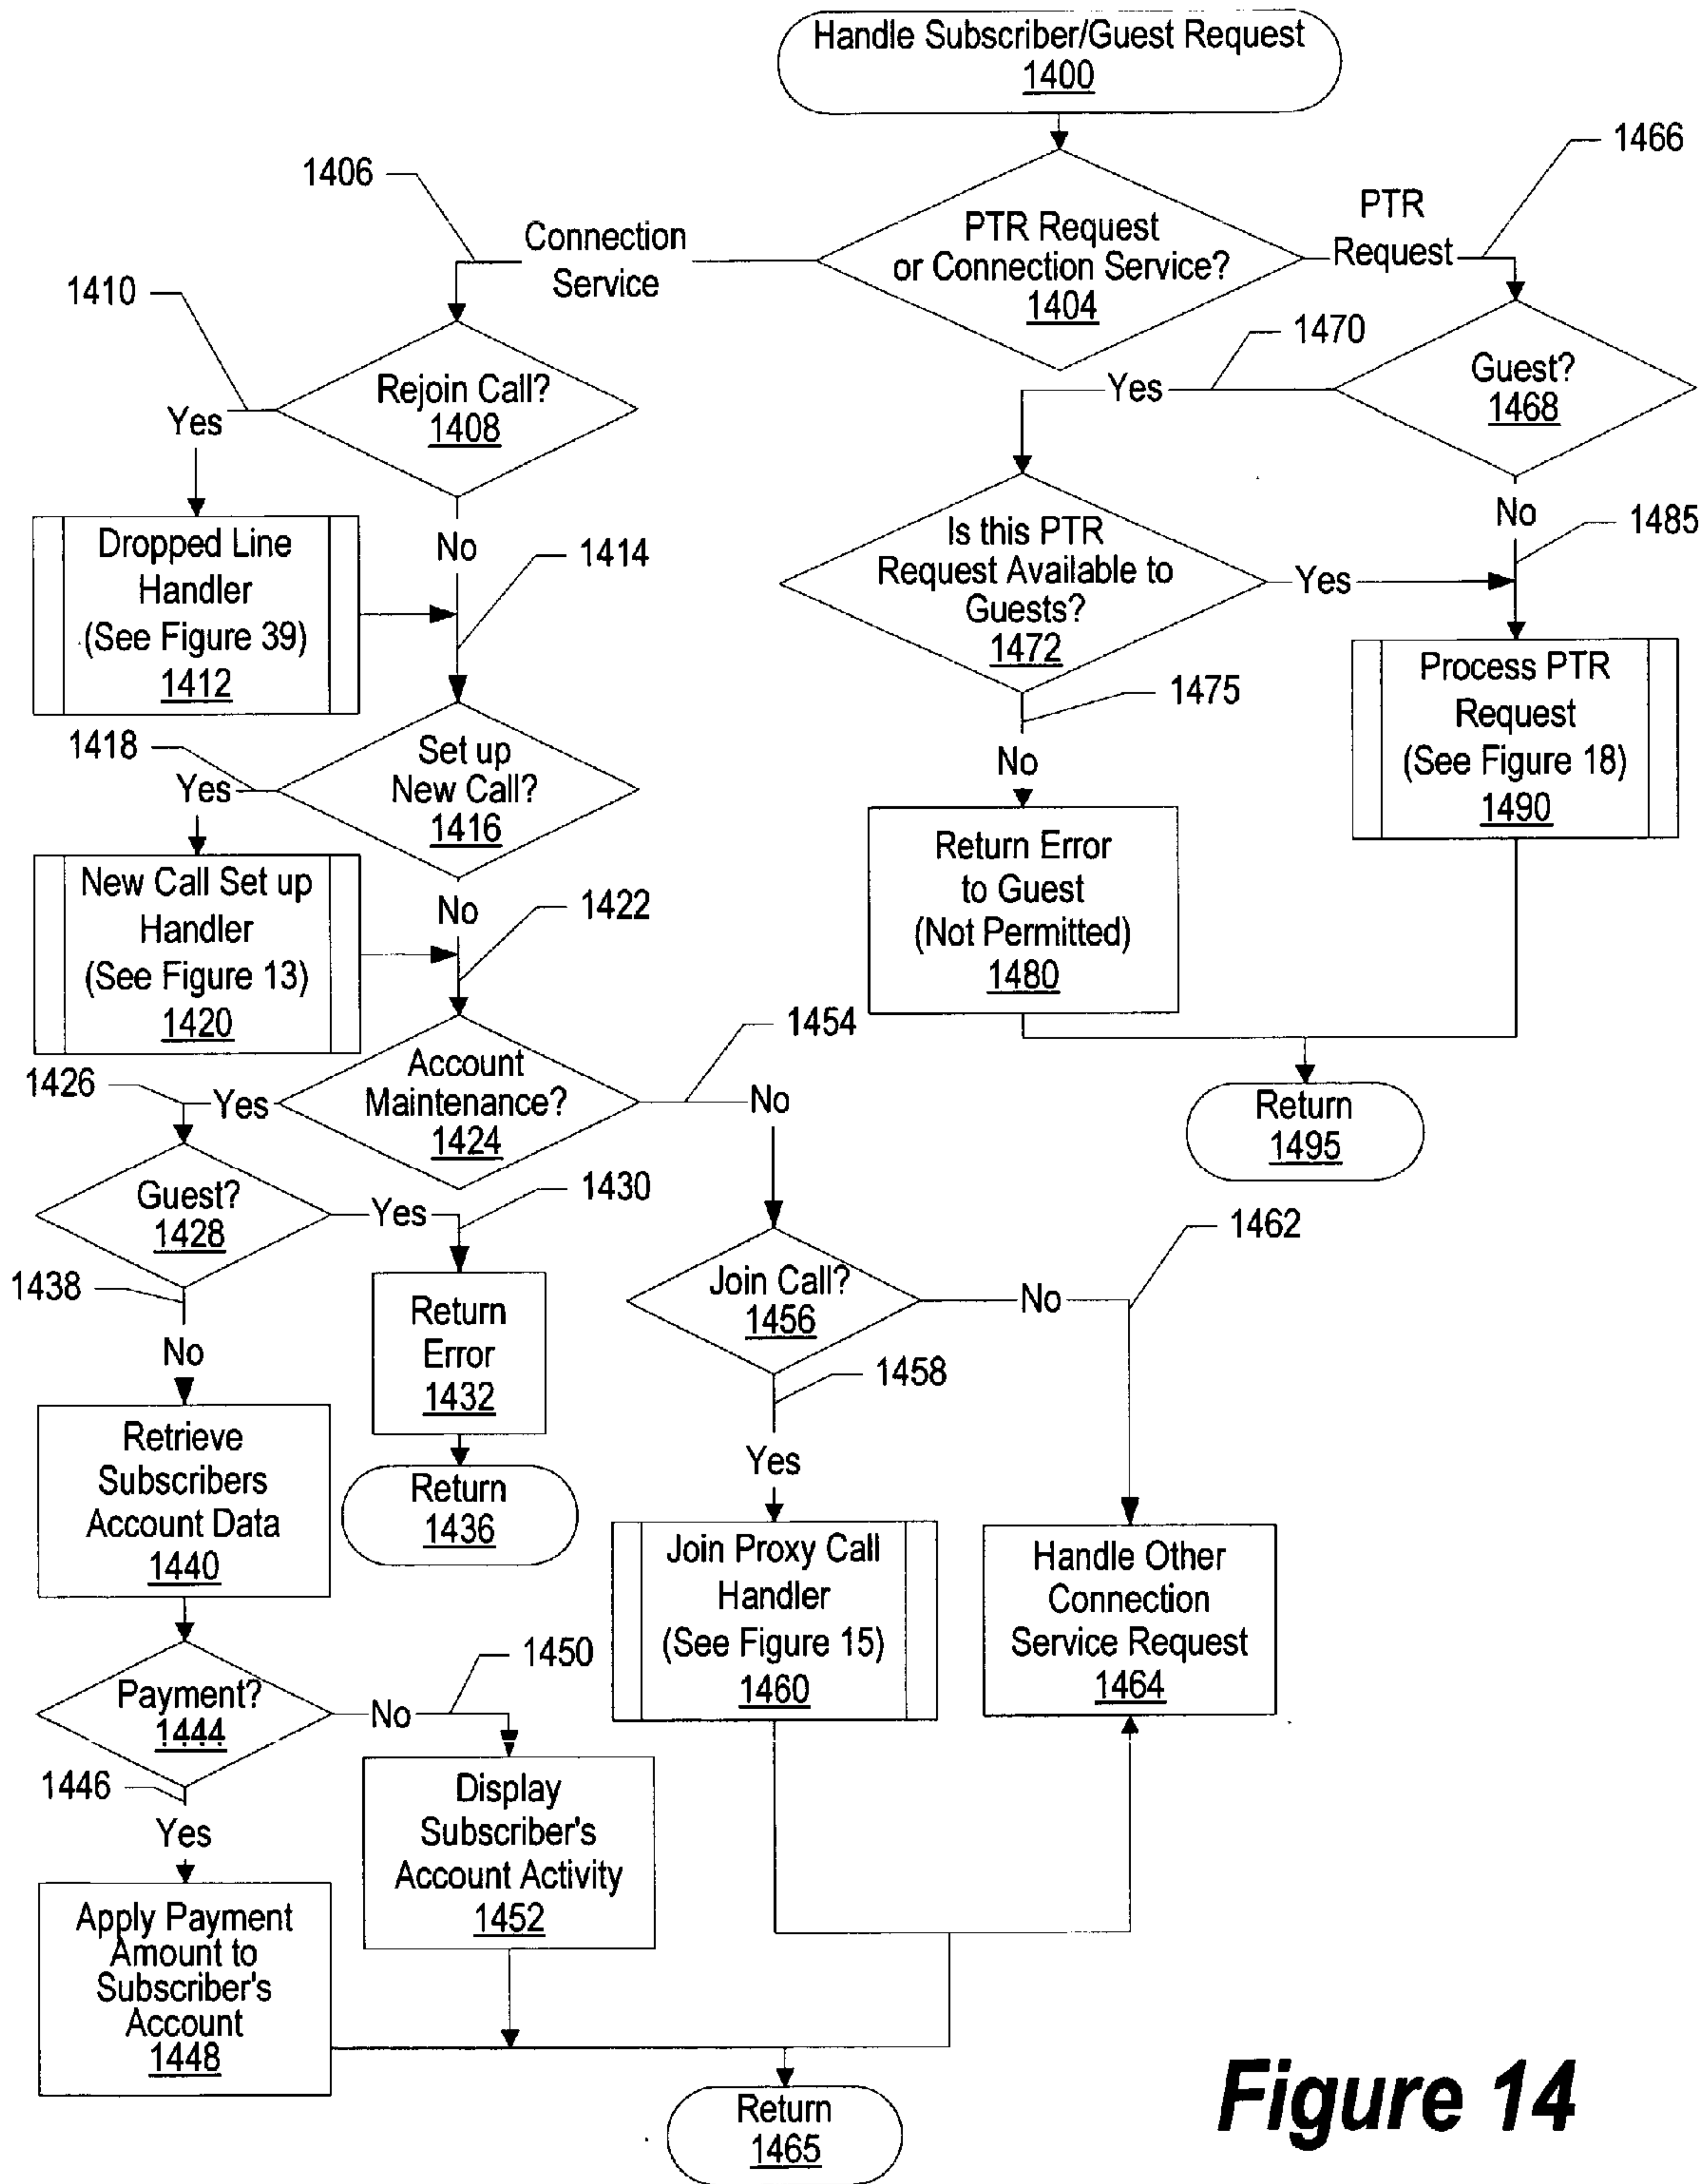 Handle Subscriber/Guest Request
1400
1466
1406
PTR
Request
Connection
Service
PTR Request
or Connection Service?
1404
1410
1470
Guest?
1468
Yes
Rejoin Call?
1408
Yes
No
1485
Is this PTR
Request Available to
Guests?
1472
Yes
Dropped Line
Handler
(See Figure 39)
1412
No
1414
Process PTR
Request
(See Figure 18)
1490
1475
1418
Set up
New Call?
1416
Yes
No
Return Error
to Guest
(Not Permitted)
1480
New Call Set up
Handler
(See Figure 13)
1420
No
1422
1454
1426
Yes
Account
Maintenance?
1424
No
Return
1495
Guest?
1428
Yes
1430
1462
1438
Join Call?
1456
No
Return
Error
1432
No
1458
Retrieve
Subscribers
Account Data
1440
Yes
Return
1436
Join Proxy Call
Handler
(See Figure 15)
1460
Handle Other
Connection
Service Request
1464
Payment?
1444
No
1450
1446
Yes
Display
Subscriber's
Account Activity
1452
Apply Payment
Amount to
Subscriber's
Account
1448
Return
1465
Figure 14